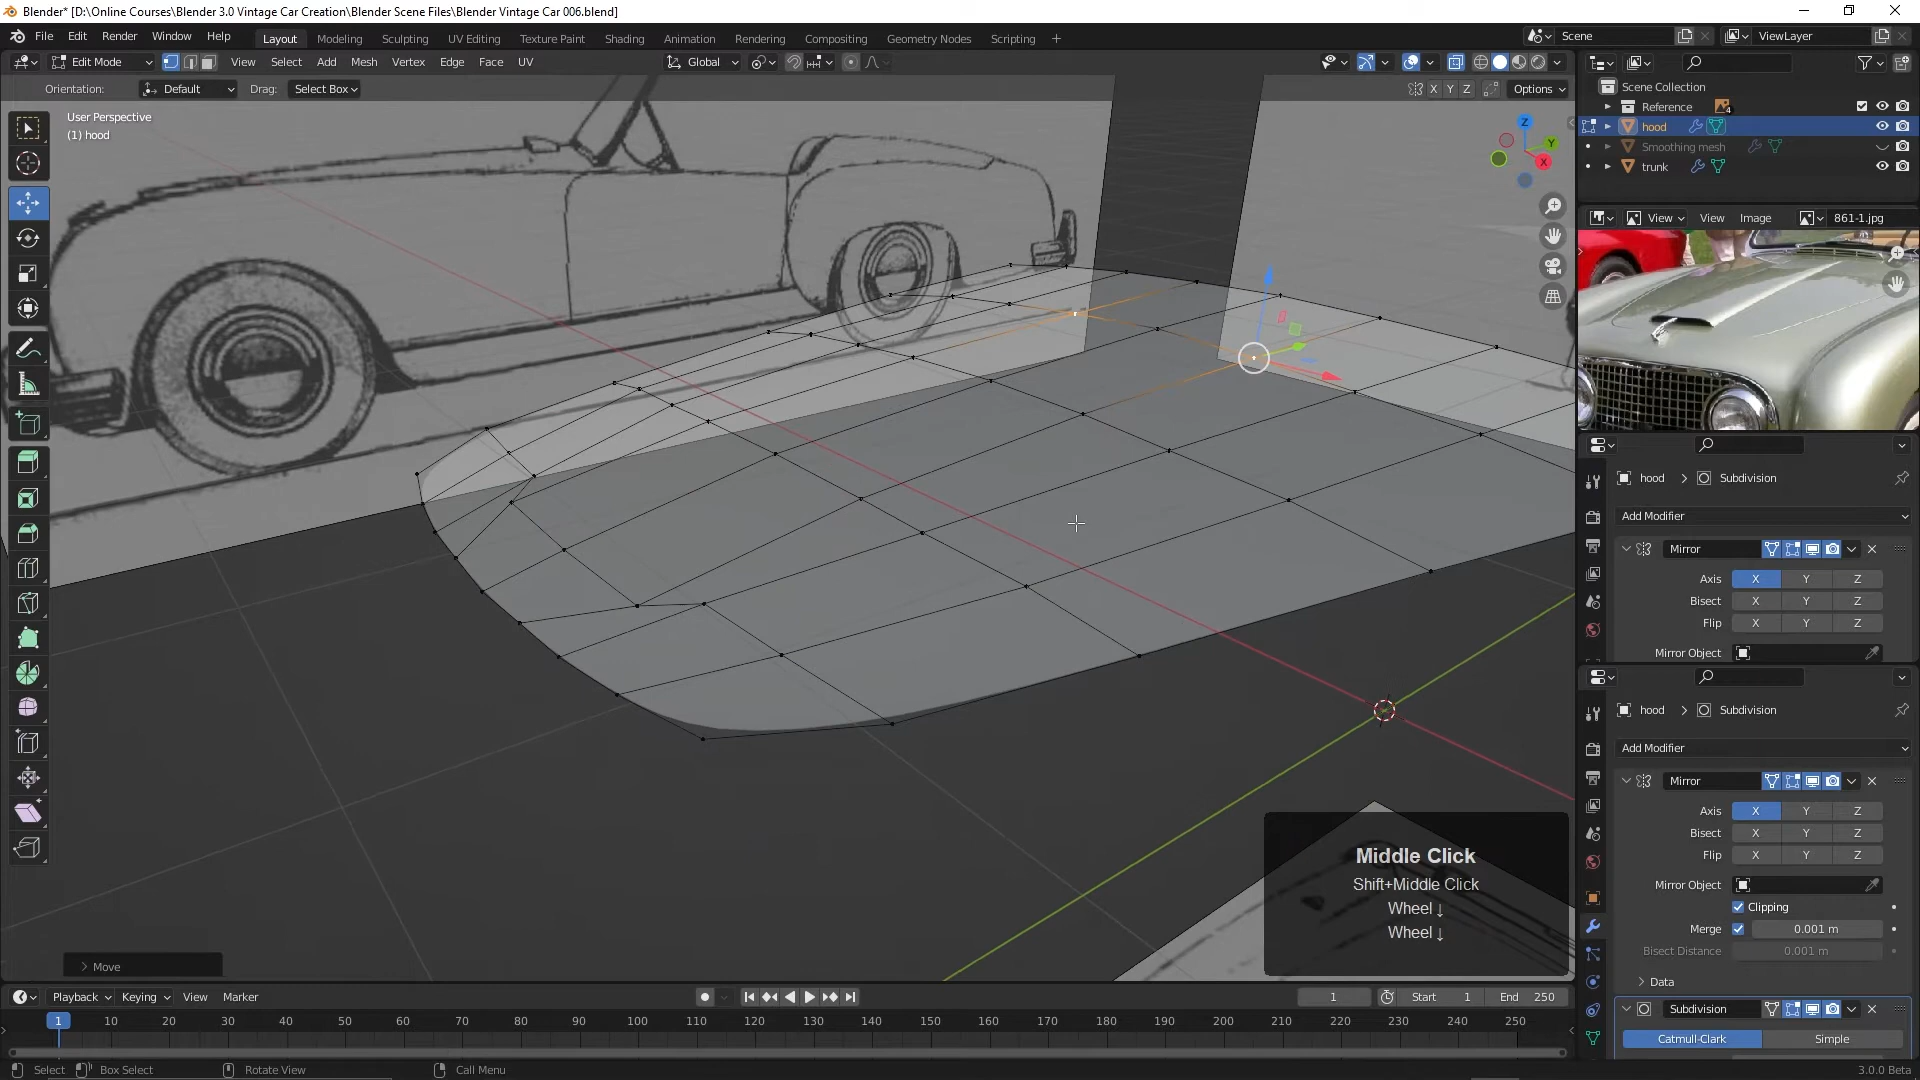 Blender* [D:\Online Courses\Blender 3.0 Vintage Car Creation\Blender Scene Files\Blender Vintage Car 006.blend]
File Edit Render Window Help Layout Modeling Sculpting UV Editing Texture Paint Shading Animation Rendering Compositing Geometry Nodes Scripting + Scene ViewLayer
Edit Mode View Select Add Mesh Vertex Edge Face UV Global
Orientation: Default Drag: Select Box X Y Z Options
User Perspective
(1) hood
Z
Y
X
Scene Collection
Reference 4
hood
Smoothing mesh
trunk
View View Image 861-1.jpg
hood > Subdivision
Add Modifier
Mirror
Axis X Y Z
Bisect X Y Z
Flip X Y Z
Mirror Object
hood > Subdivision
Add Modifier
Mirror
Axis X Y Z
Bisect X Y Z
Flip X Y Z
Mirror Object
Clipping
Merge 0.001 m
Bisect Distance 0.001 m
Data
Subdivision
Catmull-Clark Simple
Middle Click
Shift+Middle Click
Wheel ↓
Wheel ↓
> Move
Playback Keying View Marker 1 Start 1 End 250
1 10 20 30 40 50 60 70 80 90 100 110 120 130 140 150 160 170 180 190 200 210 220 230 240 250
Select Box Select Rotate View Call Menu 3.0.0 Beta